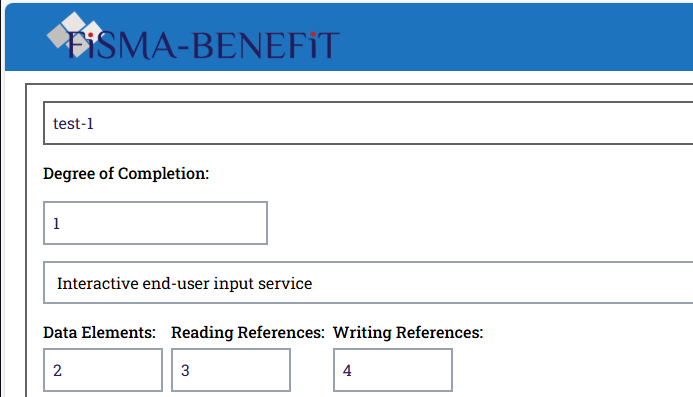 FiSMA-BENEFiT
test-1
Degree of Completion:
1
Interactive end-user input service
Data Elements: Reading References: Writing References:
2 3 4